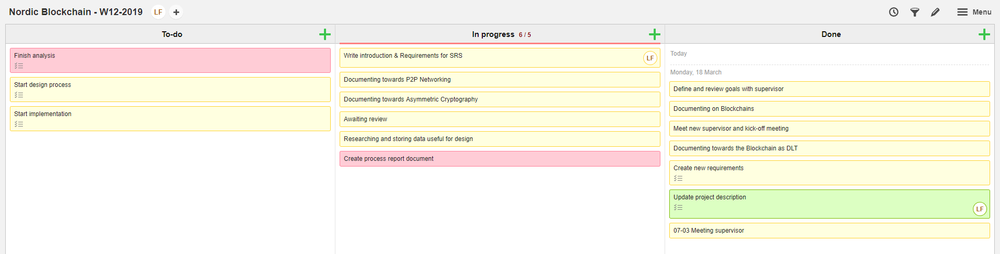 Nordic Blockchain - W12-2019 LF
Menu
To-do
Finish analysis
Start design process
Start implementation
In progress 6 / 5
Write introduction & Requirements for SRS
LF
Documenting towards P2P Networking
Documenting towards Asymmetric Cryptography
Awaiting review
Researching and storing data useful for design
Create process report document
Done
Today
Monday, 18 March
Define and review goals with supervisor
Documenting on Blockchains
Meet new supervisor and kick-off meeting
Documenting towards the Blockchain as DLT
Create new requirements
Update project description
LF
07-03 Meeting supervisor